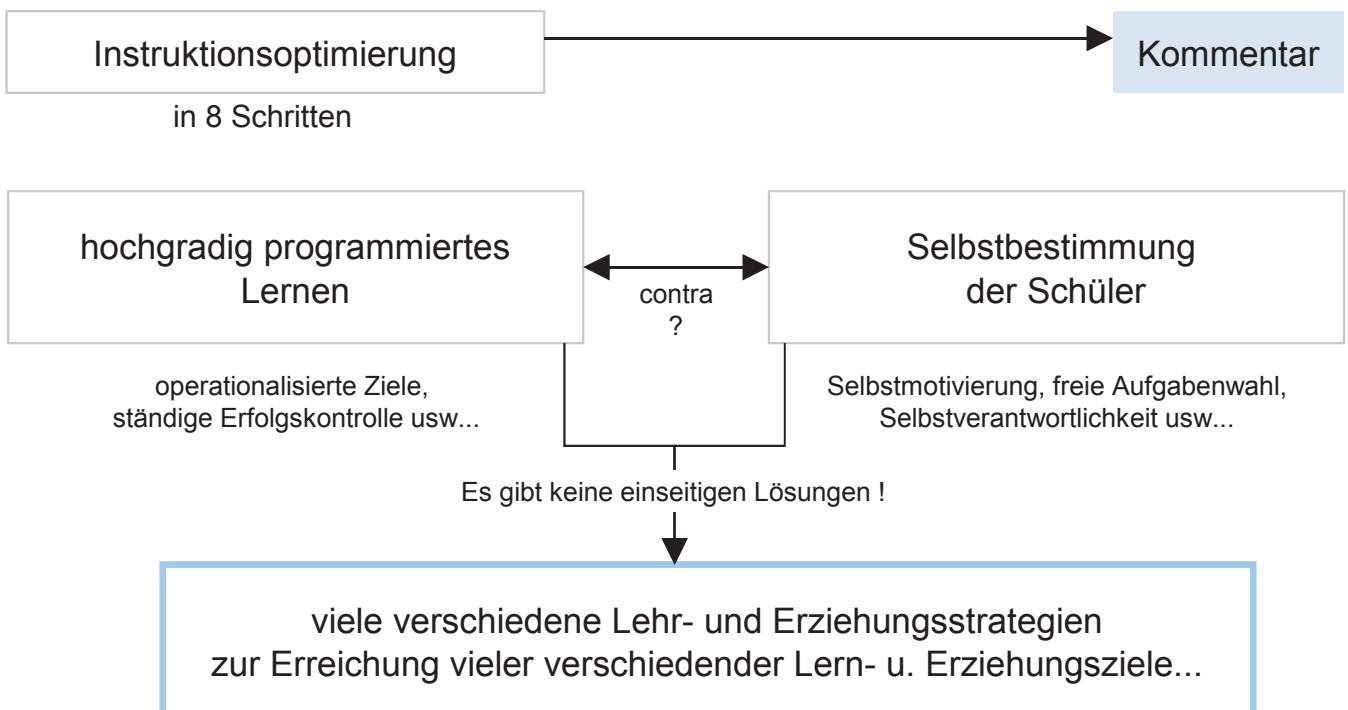 Instruktionsoptimierung
Kommentar
in 8 Schritten
hochgradig programmiertes
Lernen
contra
?
Selbstbestimmung
der Schüler
operationalisierte Ziele,
ständige Erfolgskontrolle usw...
Selbstmotivierung, freie Aufgabenwahl,
Selbstverantwortlichkeit usw...
Es gibt keine einseitigen Lösungen !
viele verschiedene Lehr- und Erziehungsstrategien
zur Erreichung vieler verschiedender Lern- u. Erziehungsziele...